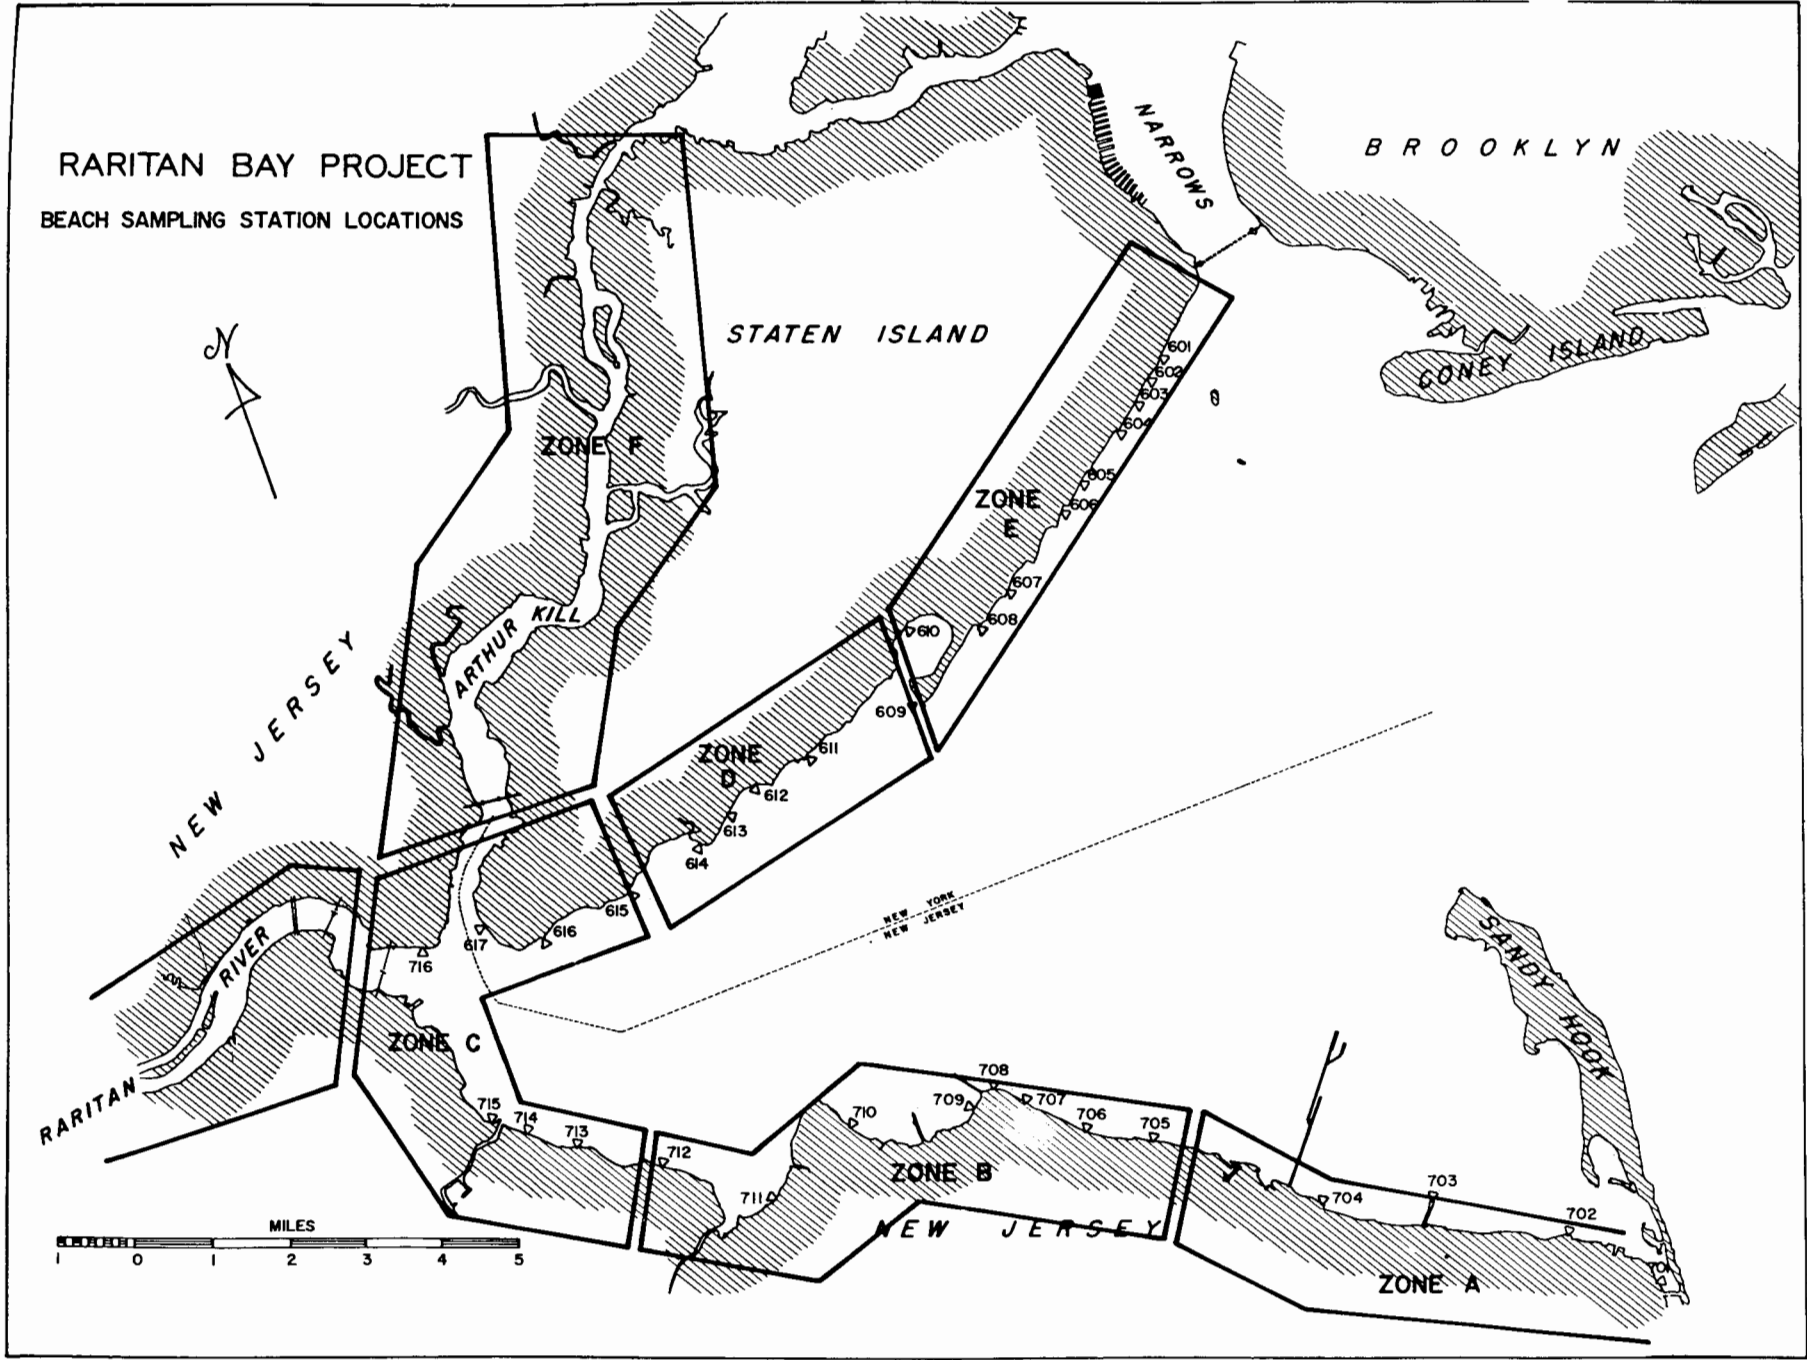 RARITAN BAY PROJECT
BEACH SAMPLING STATION LOCATIONS
N
NARROWS
BROOKLYN
STATEN ISLAND
CONEY ISLAND
601
602
603
604
605
606
607
608
610
609
ZONE F
ZONE
E
ARTHUR KILL
NEW JERSEY
ZONE
D
611
612
613
614
615
616
617
716
NEW YORK
NEW JERSEY
SANDY HOOK
RARITAN RIVER
ZONE C
715
714
713
712
711
710
709
708
707
706
705
704
703
702
ZONE B
NEW JERSEY
ZONE A
MILES
1 0 1 2 3 4 5